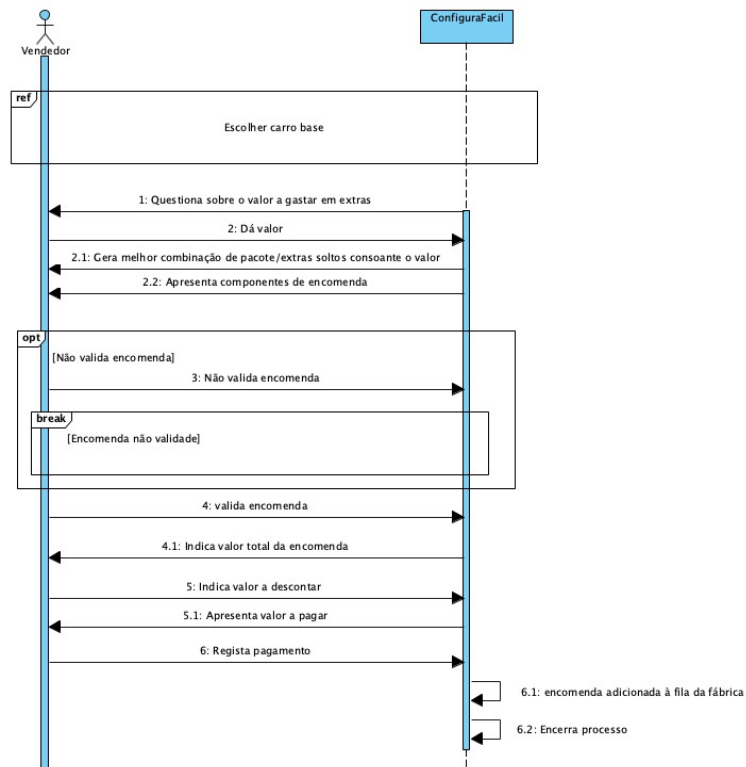 ConfiguraFacil
Vendedor
ref
Escolher carro base
1: Questiona sobre o valor a gastar em extras
2: Dá valor
2.1: Gera melhor combinação de pacote/extras soltos consoante o valor
2.2: Apresenta componentes de encomenda
opt
[Não valida encomenda]
3: Não valida encomenda
break
[Encomenda não validade]
4: valida encomenda
4.1: Indica valor total da encomenda
5: Indica valor a descontar
5.1: Apresenta valor a pagar
6: Regista pagamento
6.1: encomenda adicionada à fila da fábrica
6.2: Encerra processo